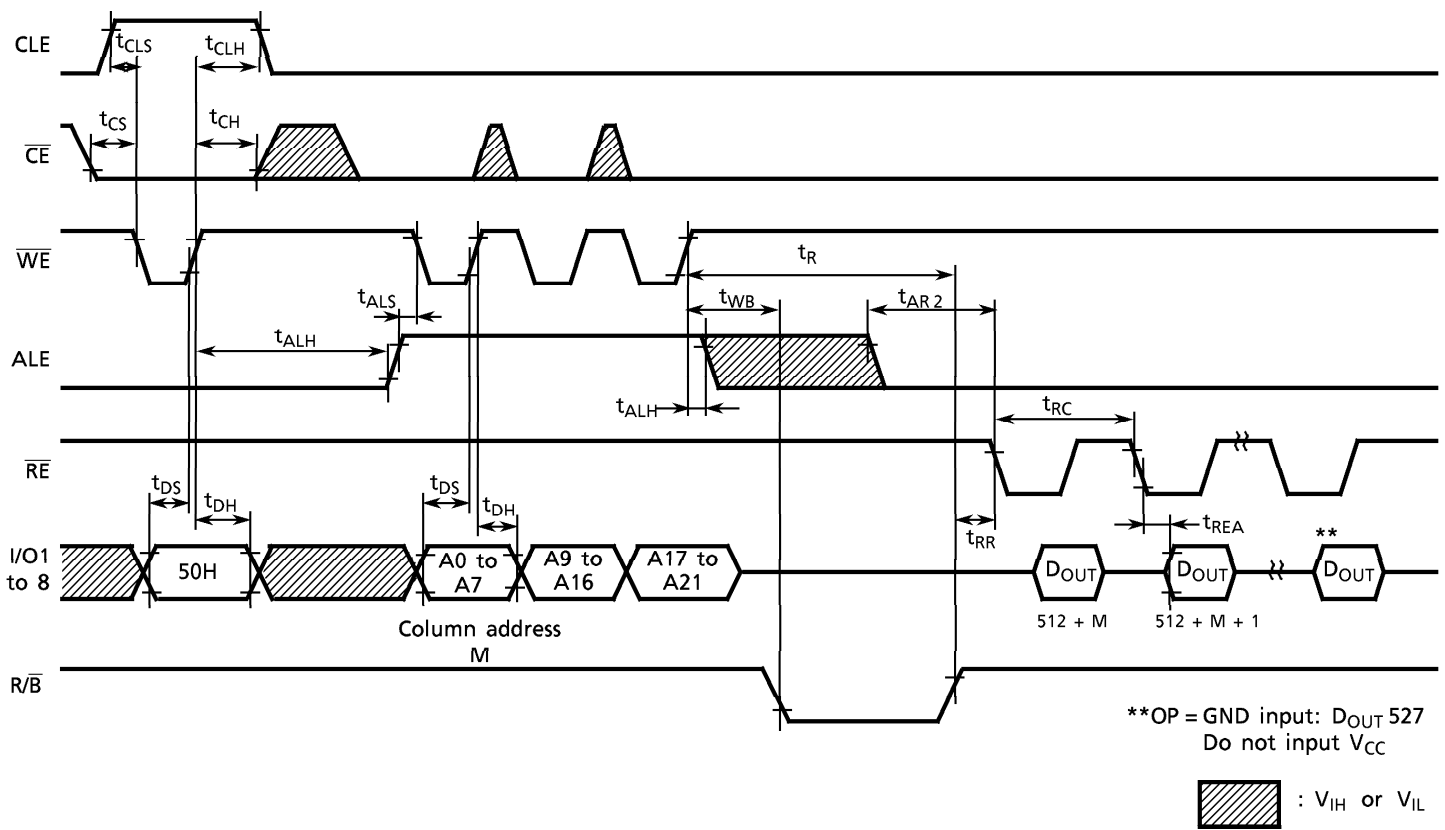 CLE
tCLS
tCLH
CE
tCS
tCH
WE
tR
tALS
tWB
tAR2
ALE
tALH
tALH
tRC
RE
tDS
tDH
tDS
tDH
tRR
tREA
**
I/O1
to 8
50H
A0 to
A7
A9 to
A16
A17 to
A21
DOUT
DOUT
DOUT
512 + M
512 + M + 1
Column address
M
R/B
**OP = GND input: DOUT 527
Do not input VCC
: VIH or VIL